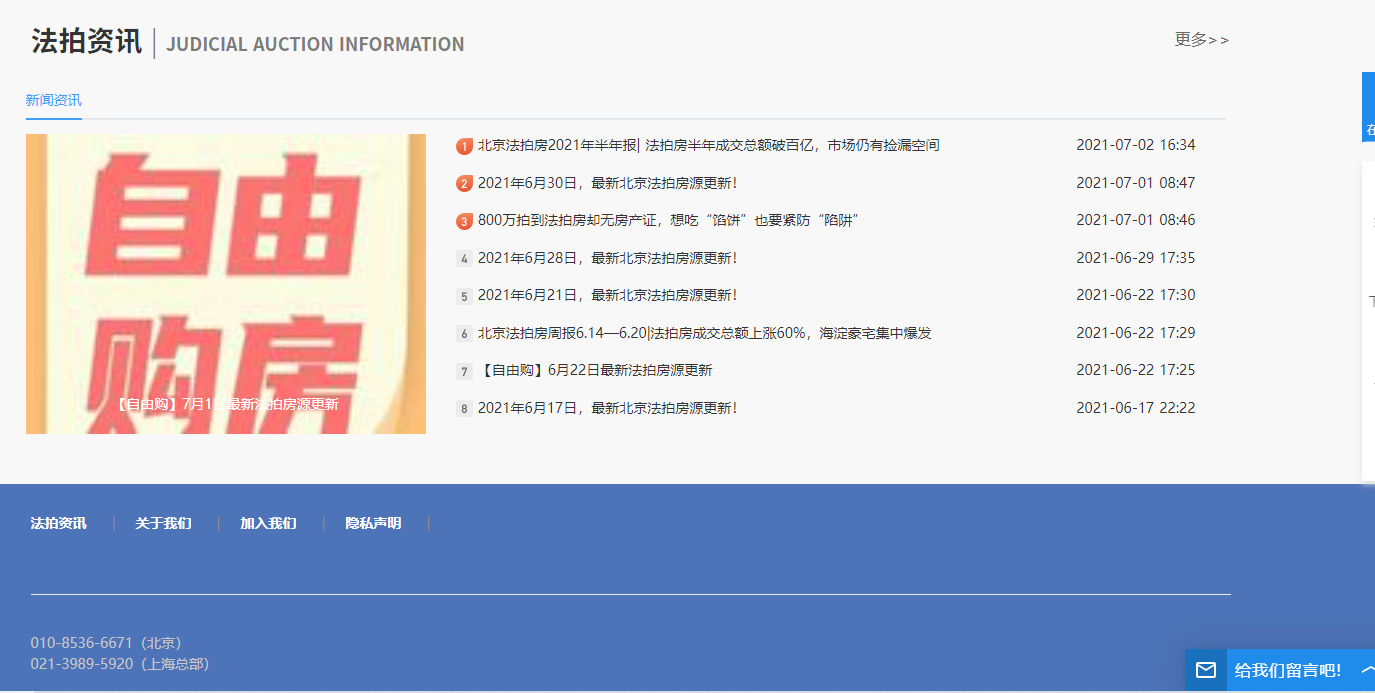 法拍资讯 | JUDICIAL AUCTION INFORMATION
更多>>
新闻资讯
自由
购房
【自由购】7月1日最新法拍房源更新
1 北京法拍房2021年半年报| 法拍房半年成交总额破百亿，市场仍有捡漏空间 2021-07-02 16:34
2 2021年6月30日，最新北京法拍房源更新！ 2021-07-01 08:47
3 800万拍到法拍房却无房产证，想吃“馅饼”也要紧防“陷阱” 2021-07-01 08:46
4 2021年6月28日，最新北京法拍房源更新！ 2021-06-29 17:35
5 2021年6月21日，最新北京法拍房源更新！ 2021-06-22 17:30
6 北京法拍房周报6.14—6.20|法拍房成交总额上涨60%，海淀豪宅集中爆发 2021-06-22 17:29
7 【自由购】6月22日最新法拍房源更新 2021-06-22 17:25
8 2021年6月17日，最新北京法拍房源更新！ 2021-06-17 22:22
法拍资讯 | 关于我们 | 加入我们 | 隐私声明 |
010-8536-6671（北京）
021-3989-5920（上海总部）
给我们留言吧！